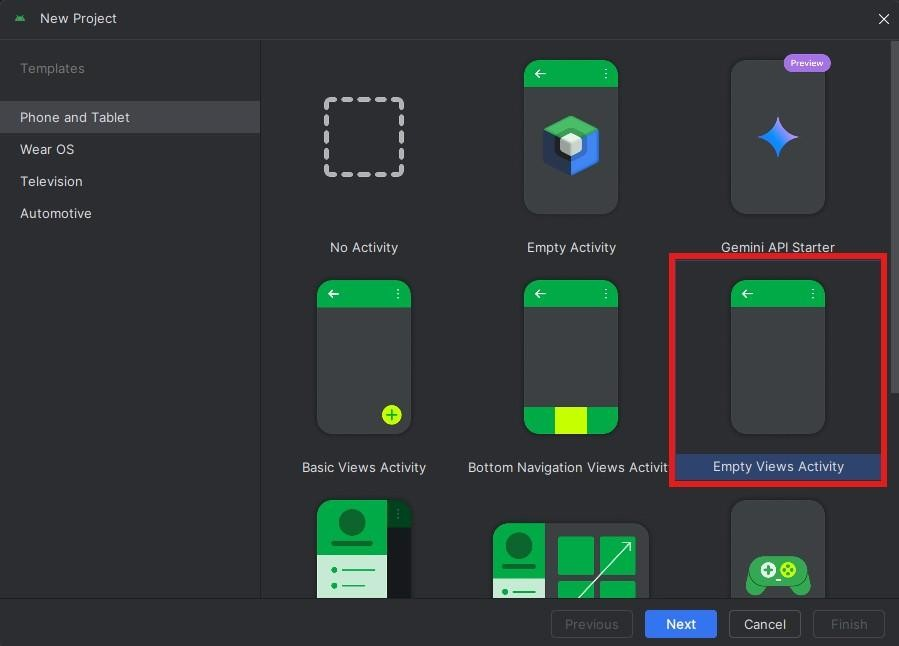 New Project
Templates
Phone and Tablet
Wear OS
Television
Automotive
Preview
No Activity
Empty Activity
Gemini API Starter
Basic Views Activity
Bottom Navigation Views Activit
Empty Views Activity
Previous
Next
Cancel
Finish